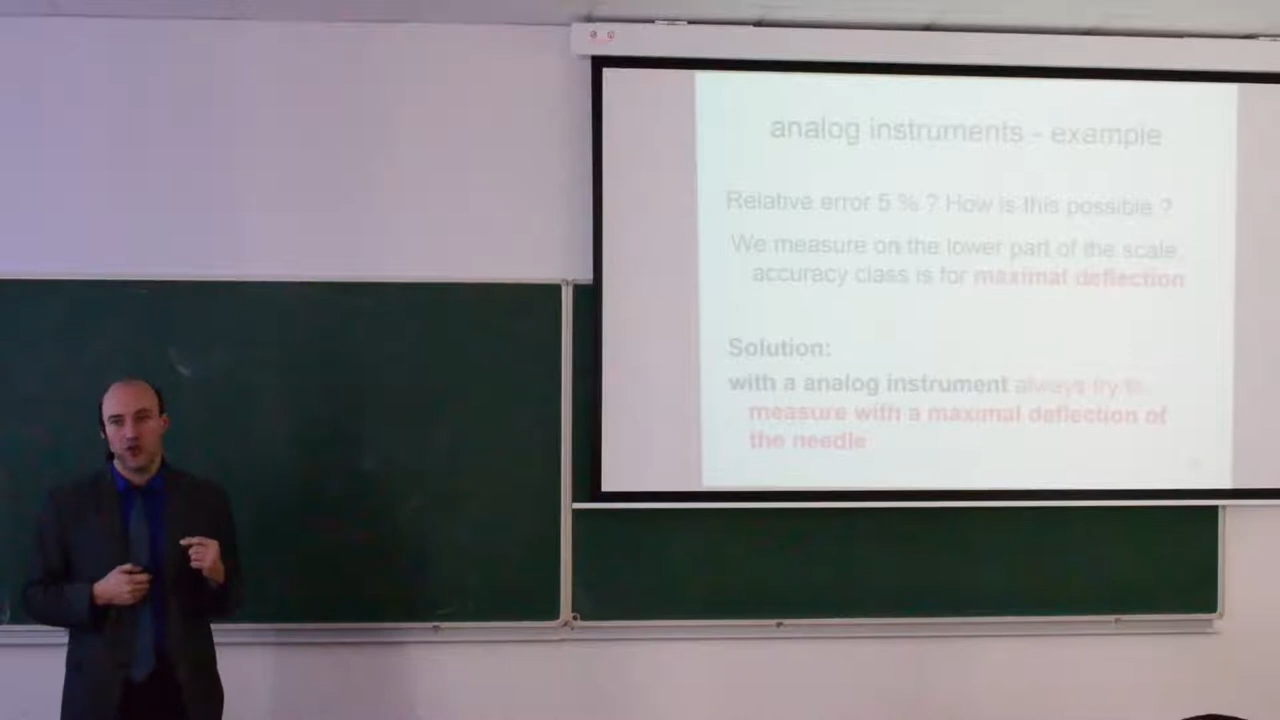 analog instruments - example
Relative error 5 % ? How is this possible ?
We measure on the lower part of the scale
accuracy class is for maximal deflection
Solution:
with a analog instrument always try to
measure with a maximal deflection of
the needle